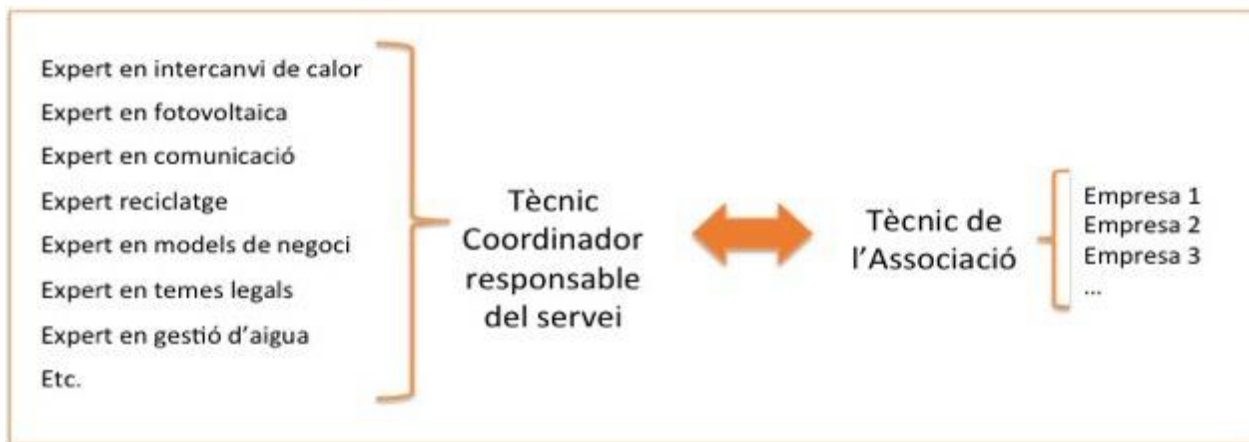 Expert en intercanvi de calor
Expert en fotovoltaica
Expert en comunicació
Expert reciclatge
Expert en models de negoci
Expert en temes legals
Expert en gestió d'aigua
Etc.
Tècnic
Coordinador
responsable
del servei
Tècnic de
l'Associació
Empresa 1
Empresa 2
Empresa 3
...